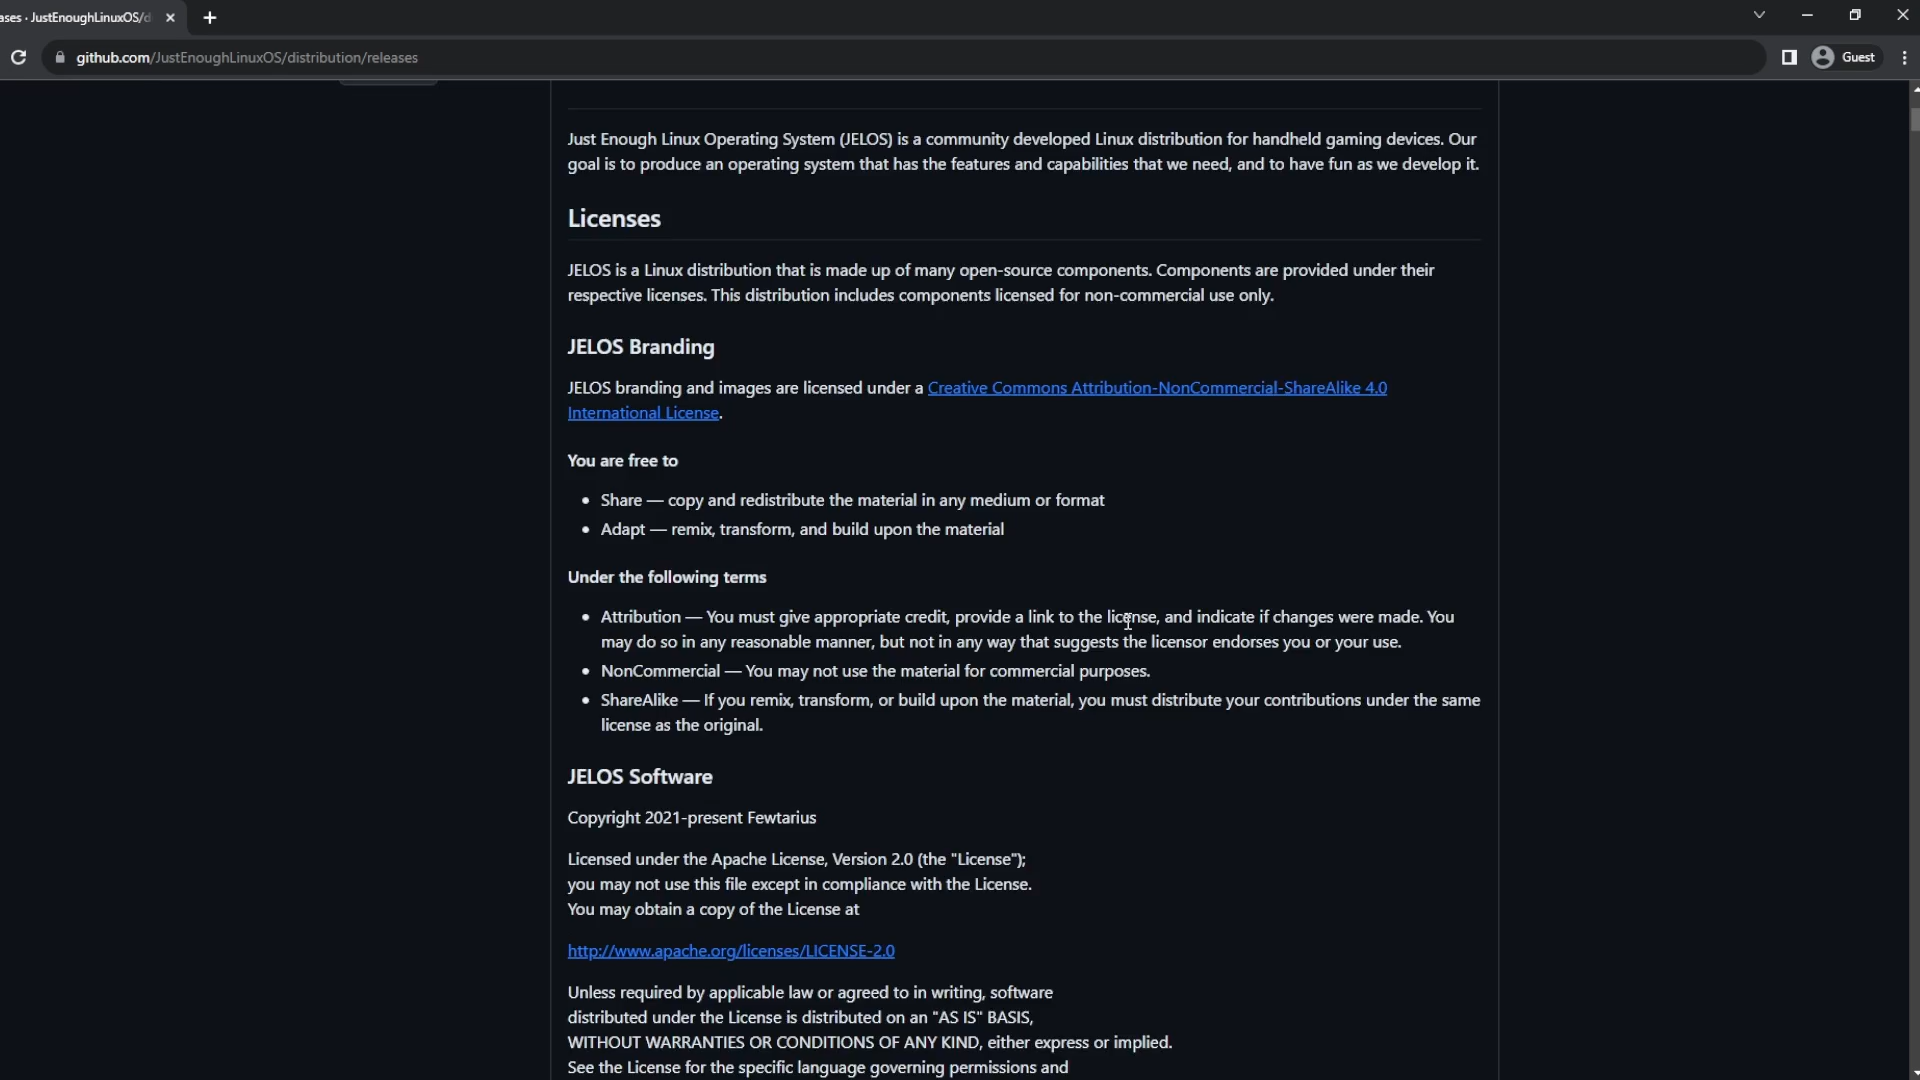 ases · JustEnoughLinuxOS/d
Guest
github.com/JustEnoughLinuxOS/distribution/releases
Just Enough Linux Operating System (JELOS) is a community developed Linux distribution for handheld gaming devices. Our
goal is to produce an operating system that has the features and capabilities that we need, and to have fun as we develop it.
Licenses
JELOS is a Linux distribution that is made up of many open-source components. Components are provided under their
respective licenses. This distribution includes components licensed for non-commercial use only.
JELOS Branding
JELOS branding and images are licensed under a Creative Commons Attribution-NonCommercial-ShareAlike 4.0
International License.
You are free to
• Share — copy and redistribute the material in any medium or format
• Adapt — remix, transform, and build upon the material
Under the following terms
• Attribution — You must give appropriate credit, provide a link to the license, and indicate if changes were made. You
may do so in any reasonable manner, but not in any way that suggests the licensor endorses you or your use.
• NonCommercial — You may not use the material for commercial purposes.
• ShareAlike — If you remix, transform, or build upon the material, you must distribute your contributions under the same
license as the original.
JELOS Software
Copyright 2021-present Fewtarius
Licensed under the Apache License, Version 2.0 (the "License");
you may not use this file except in compliance with the License.
You may obtain a copy of the License at
http://www.apache.org/licenses/LICENSE-2.0
Unless required by applicable law or agreed to in writing, software
distributed under the License is distributed on an "AS IS" BASIS,
WITHOUT WARRANTIES OR CONDITIONS OF ANY KIND, either express or implied.
See the License for the specific language governing permissions and